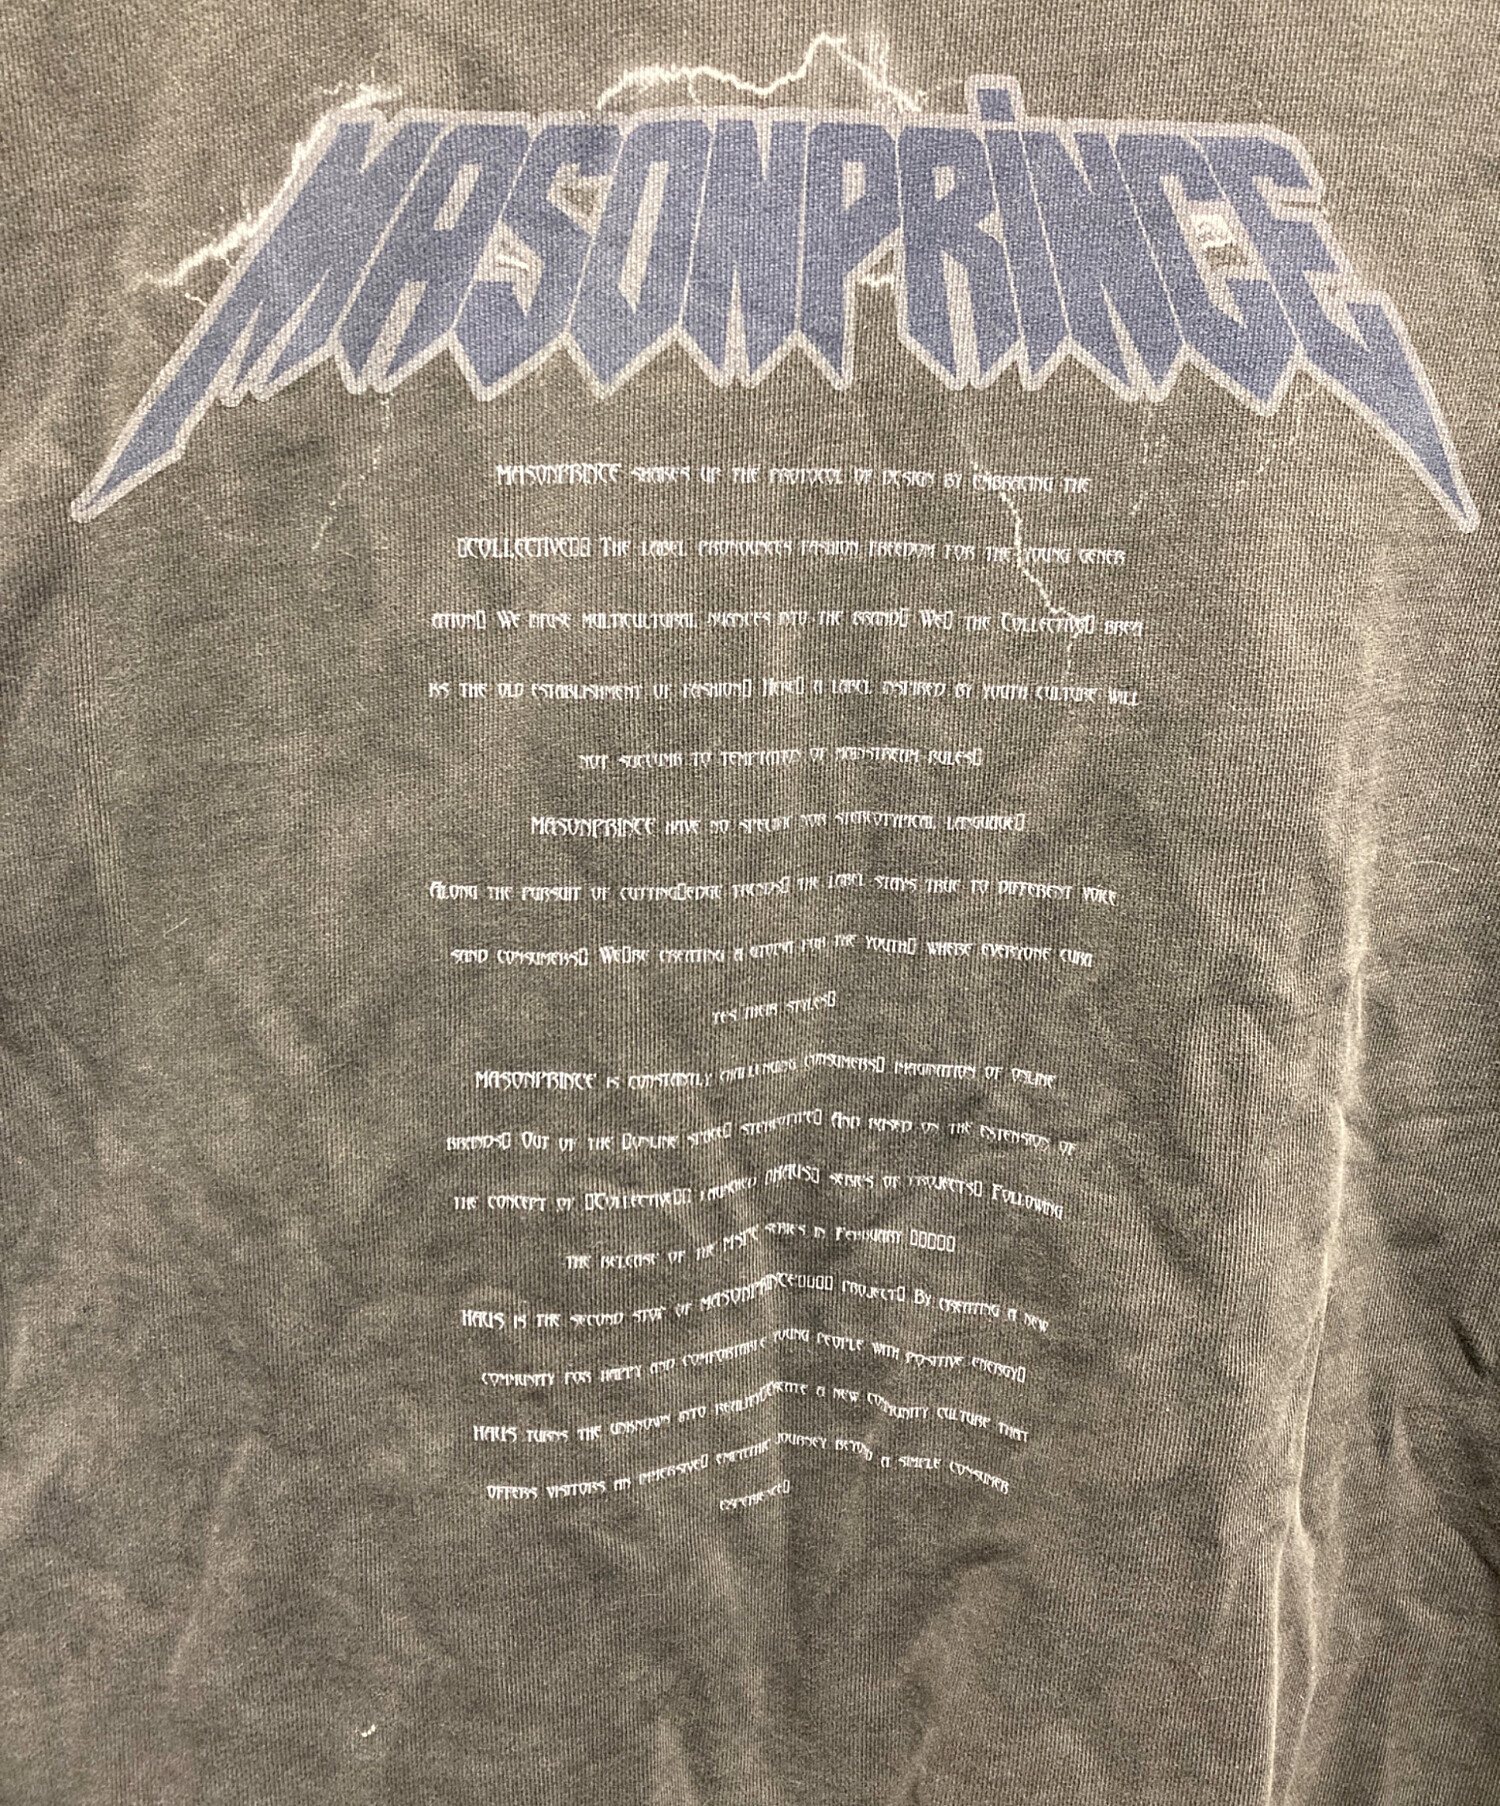 MASONPRINCE
MASONPRINCE SHAKES UP THE PROTOCOL OF DESIGN BY EMBRACING THE
▯COLLECTIVE▯▯ THE LABEL PRONOUNCES FASHION FREEDOM FOR THE YOUNG GENER
ATION▯ WE INFUSE MULTICULTURAL NUANCES INTO THE BRAND▯ WE▯ THE COLLECTIVE▯ BREA
KS THE OLD ESTABLISHMENT OF FASHION▯ HERE▯ A LABEL INSPIRED BY YOUTH CULTURE WILL
NOT SUCCUMB TO OF MAINSTREAM RULES▯
MASONPRINCE HAVE NO SPECIFIC NOR STEREOTYPICAL LANGUAGE▯
ALONG THE PURSUIT OF CUTTING▯EDGE TRENDS▯ THE LABEL STAYS TRUE TO DIFFERENT VOICE
SAND CONSUMERS▯ WE▯RE CREATING A UTOPIA FOR THE YOUTH▯ WHERE EVERYONE CURA
TES THEIR STYLES▯
MASONPRINCE IS CONSTANTLY CHALLENGING CONSUMERS▯ IMAGINATION OF ONLINE
BRANDS▯ OUT OF THE ▯ONLINE STORE▯ AND BASED ON THE EXTENSION OF
THE CONCEPT OF ▯COLLECTIVE▯▯ LAUNCHED ▯HAUS▯ SERIES OF PROJECTS▯ FOLLOWING
THE RELEASE OF THE SERIES IN FEBRUARY ▯▯▯▯▯
HAUS IS THE SECOND STOP OF MASONPRINCE▯▯▯▯ PROJECT▯ BY CREATING A NEW
COMMUNITY FOR HAPPY AND COMFORTABLE YOUNG PEOPLE WITH POSITIVE ENERGY▯
HAUS TURNS THE UNKNOWN INTO REALITY▯CREATE A NEW COMMUNITY CULTURE THAT
OFFERS VISITORS AN IMMERSIVE▯ EMPATHIC JOURNEY BEYOND A SIMPLE CONSUMER
EXPERIENCE▯